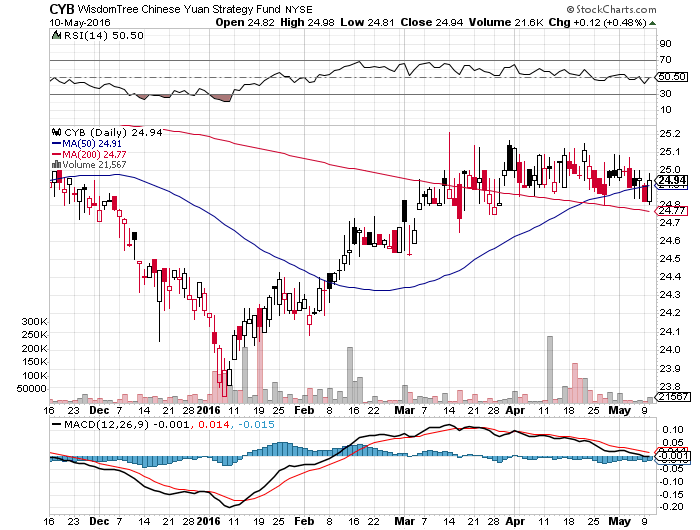 CYB WisdomTree Chinese Yuan Strategy Fund NYSE
© StockCharts.com
10-May-2016 Open 24.82 High 24.98 Low 24.81 Close 24.94 Volume 21.6K Chg +0.12 (+0.48%)
RSI(14) 50.50
90
70
50.50
30
10
CYB (Daily) 24.94
MA(50) 24.91
MA(200) 24.77
Volume 21,567
25.2
25.1
25.0
24.94
24.8
24.77
24.7
24.6
24.5
24.4
24.3
24.2
24.1
24.0
23.9
23.8
300K
250K
200K
150K
100K
50000
21567
16 23 Dec 7 14 21 28 2016 11 19 25 Feb 8 16 22 Mar 7 14 21 28 Apr 11 18 25 May 9
MACD(12,26,9) -0.001, 0.014, -0.015
0.10
0.05
-0.001
-0.05
-0.10
-0.15
-0.20
16 23 Dec 7 14 21 28 2016 11 19 25 Feb 8 16 22 Mar 7 14 21 28 Apr 11 18 25 May 9